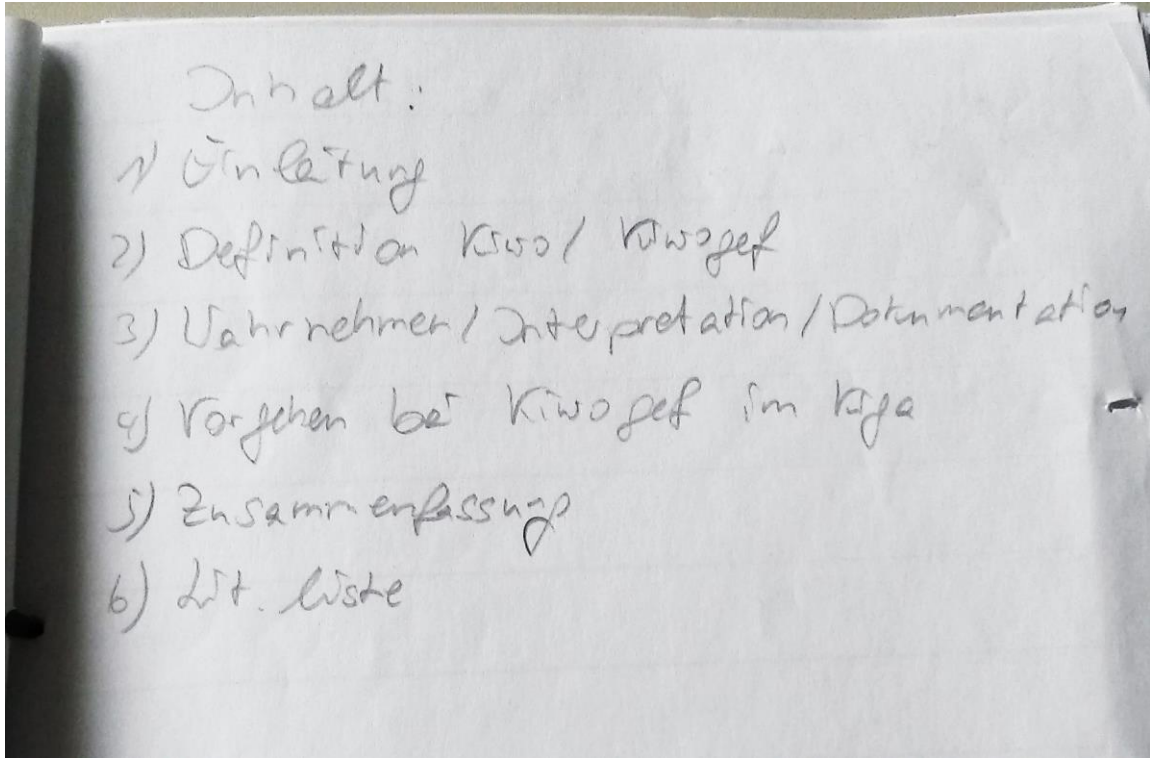 Inhalt:
1) Einleitung
2) Definition Kiwo/ Kiwogef
3) Wahrnehmen/Interpretation/Dokumentation
4) Vorgehen bei Kiwogef im Kiga
5) Zusammenfassung
6) Lit. liste